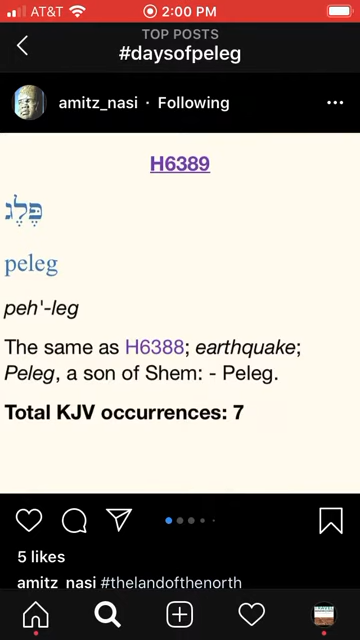 AT&T 2:00 PM
TOP POSTS
#daysofpeleg
amitz_nasi · Following
H6389
פֶּלֶג
peleg
peh'-leg
The same as H6388; earthquake;
Peleg, a son of Shem: - Peleg.
Total KJV occurrences: 7
5 likes
amitz_nasi #thelandofthenorth